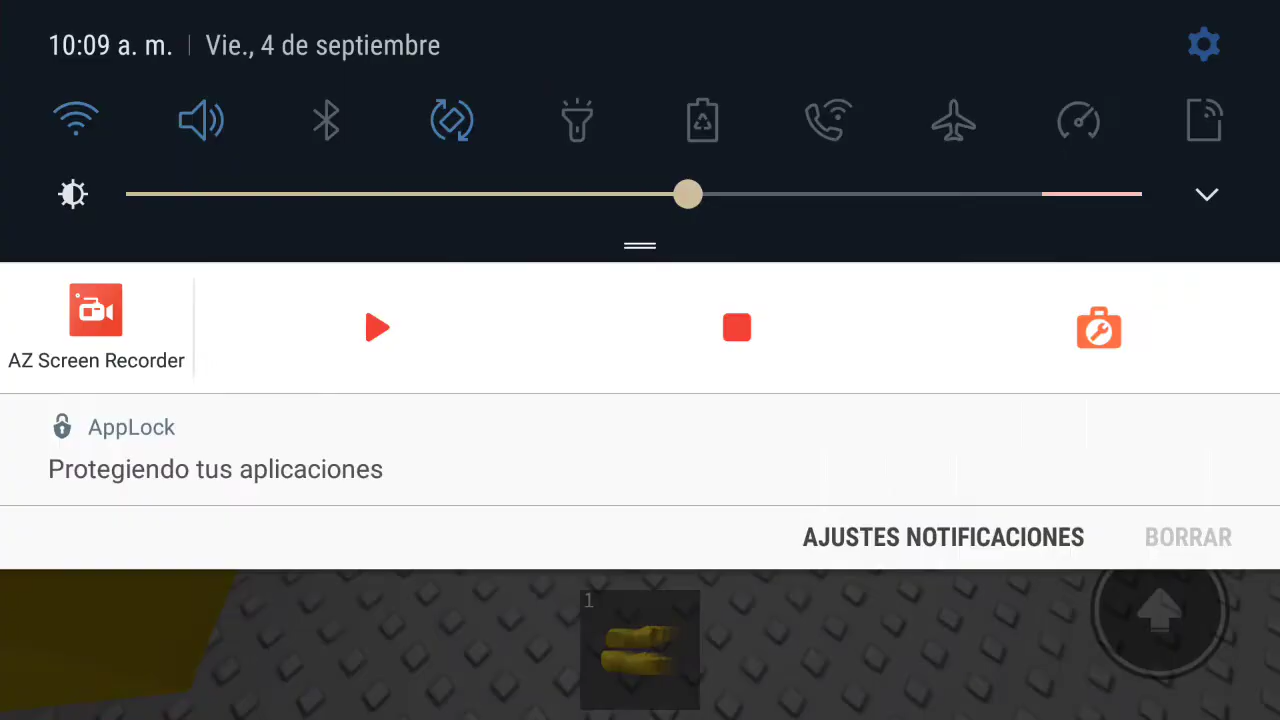 10:09 a. m. | Vie., 4 de septiembre
AZ Screen Recorder
AppLock
Protegiendo tus aplicaciones
AJUSTES NOTIFICACIONES BORRAR
1